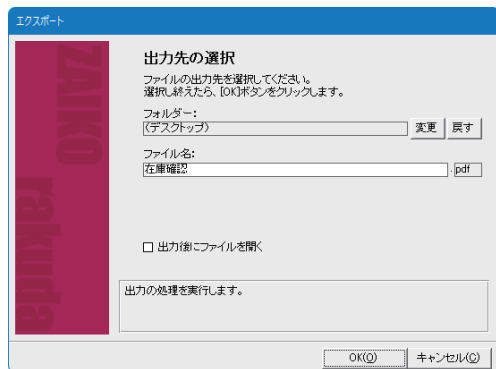 エクスポート
ZAIKO rakuda
出力先の選択
ファイルの出力先を選択してください。
選択し終えたら、[OK]ボタンをクリックします。
フォルダー:
(デスクトップ) 変更 戻す
ファイル名:
在庫確認 .pdf
出力後にファイルを開く
出力の処理を実行します。
OK(O) キャンセル(C)